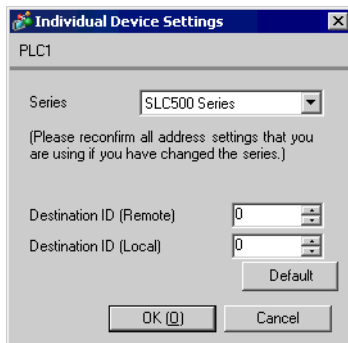 Individual Device Settings
PLC1
Series
SLC500 Series
(Please reconfirm all address settings that you
are using if you have changed the series.)
Destination ID (Remote)
0
Destination ID (Local)
0
Default
OK (O)
Cancel